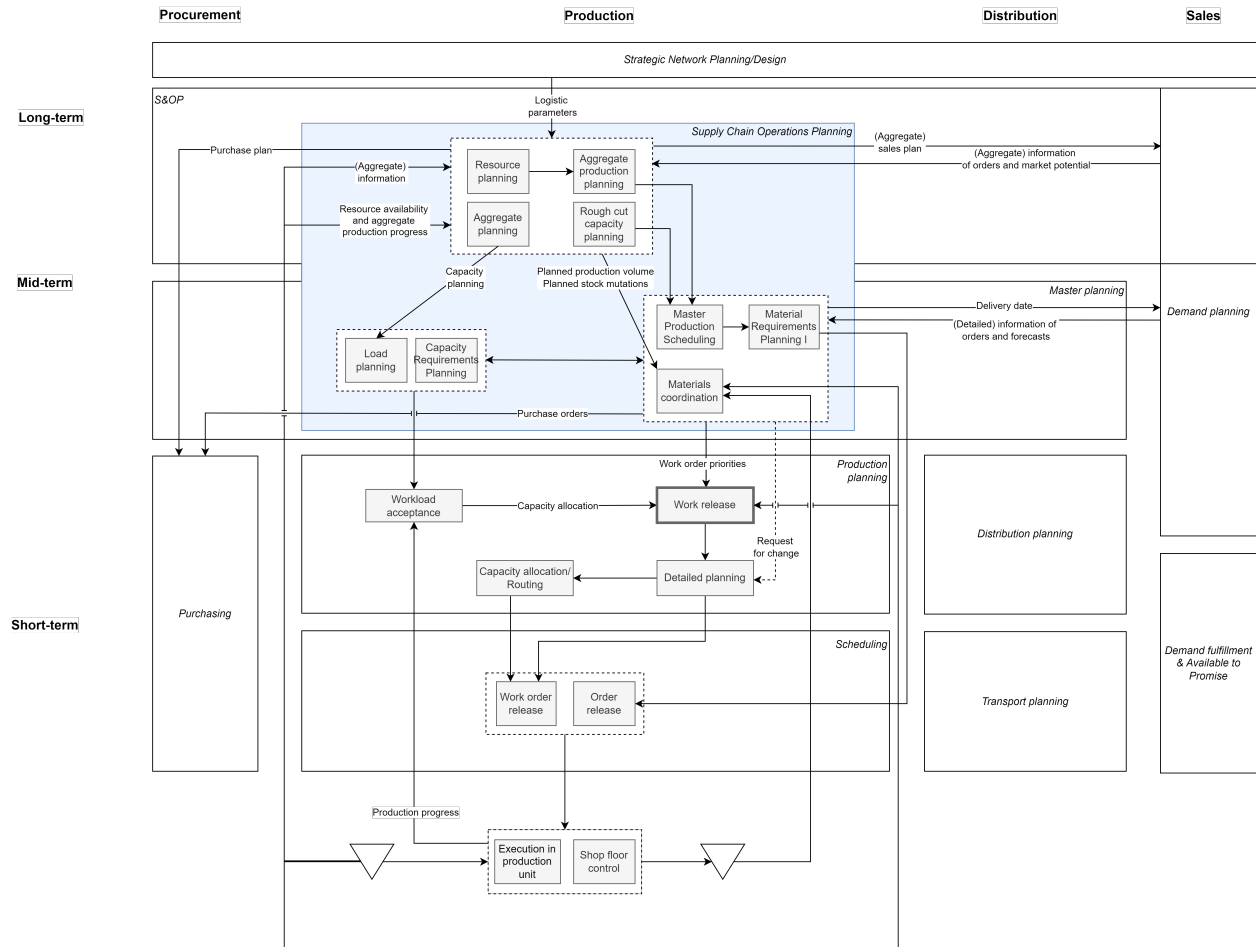 Procurement
Production
Distribution
Sales
Strategic Network Planning/Design
Long-term
S&OP
Logistic
parameters
Supply Chain Operations Planning
Purchase plan
(Aggregate)
information
Resource
planning
Aggregate
production
planning
(Aggregate)
sales plan
(Aggregate) information
of orders and market potential
Resource availability
and aggregate
production progress
Aggregate
planning
Rough cut
capacity
planning
Mid-term
Capacity
planning
Planned production volume
Planned stock mutations
Master planning
Master
Production
Scheduling
Material
Requirements
Planning I
Delivery date
(Detailed) information of
orders and forecasts
Demand planning
Load
planning
Capacity
Requirements
Planning
Materials
coordination
Purchase orders
Work order priorities
Production
planning
Workload
acceptance
Capacity allocation
Work release
Distribution planning
Request
for change
Capacity allocation/
Routing
Detailed planning
Short-term
Purchasing
Scheduling
Demand fulfillment
& Available to
Promise
Work order
release
Order
release
Transport planning
Production progress
Execution in
production
unit
Shop floor
control